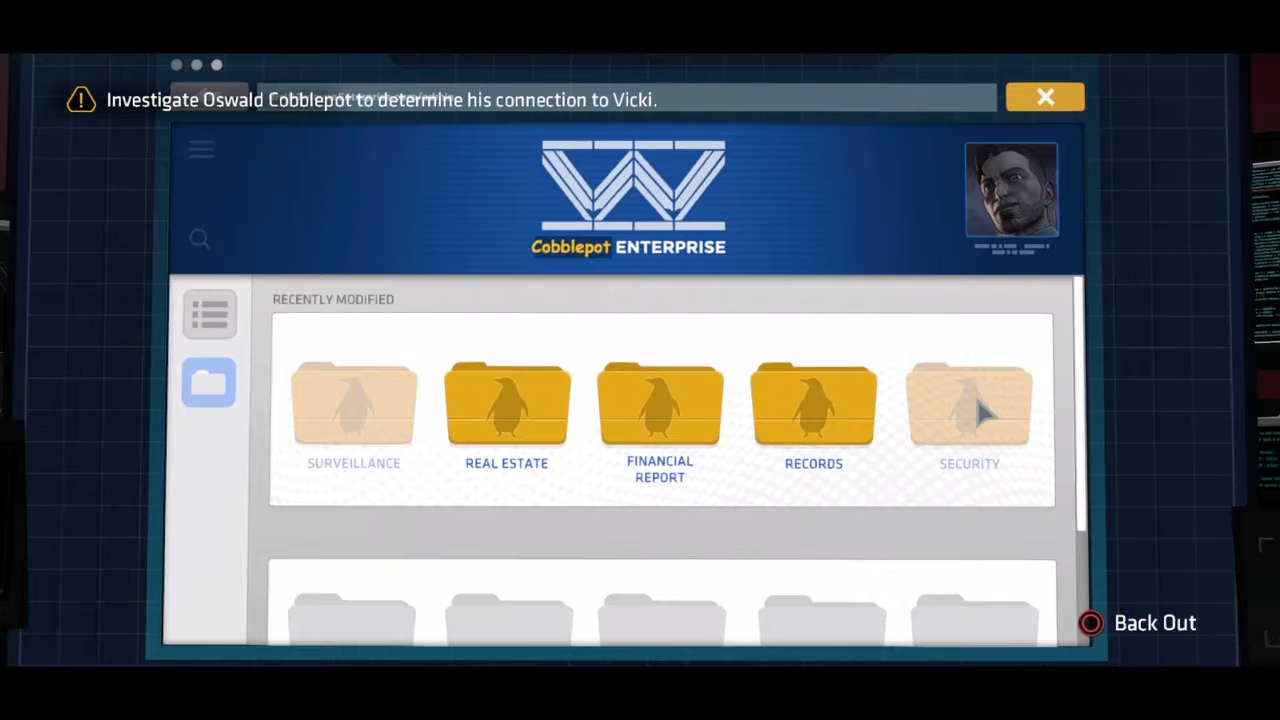 Investigate Oswald Cobblepot to determine his connection to Vicki.
Cobblepot ENTERPRISE
RECENTLY MODIFIED
SURVEILLANCE
REAL ESTATE
FINANCIAL
REPORT
RECORDS
SECURITY
Back Out